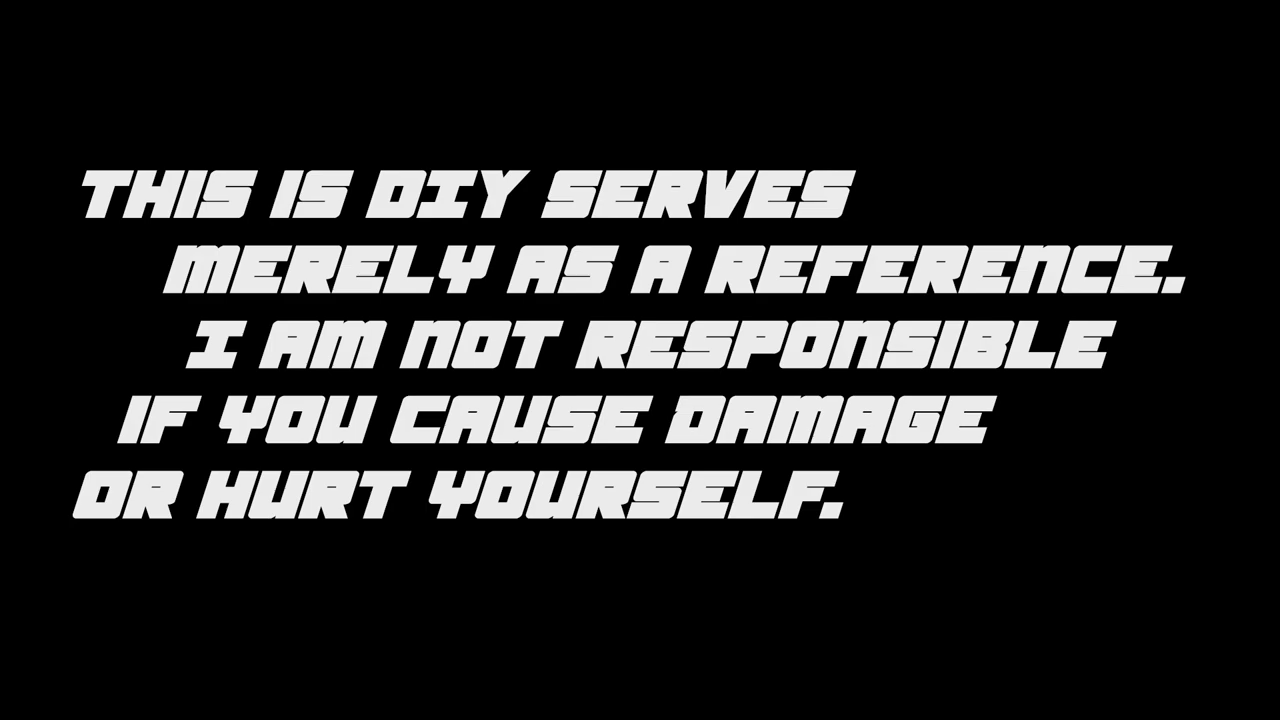 THIS IS DIY SERVES
MERELY AS A REFERENCE.
I AM NOT RESPONSIBLE
IF YOU CAUSE DAMAGE
OR HURT YOURSELF.